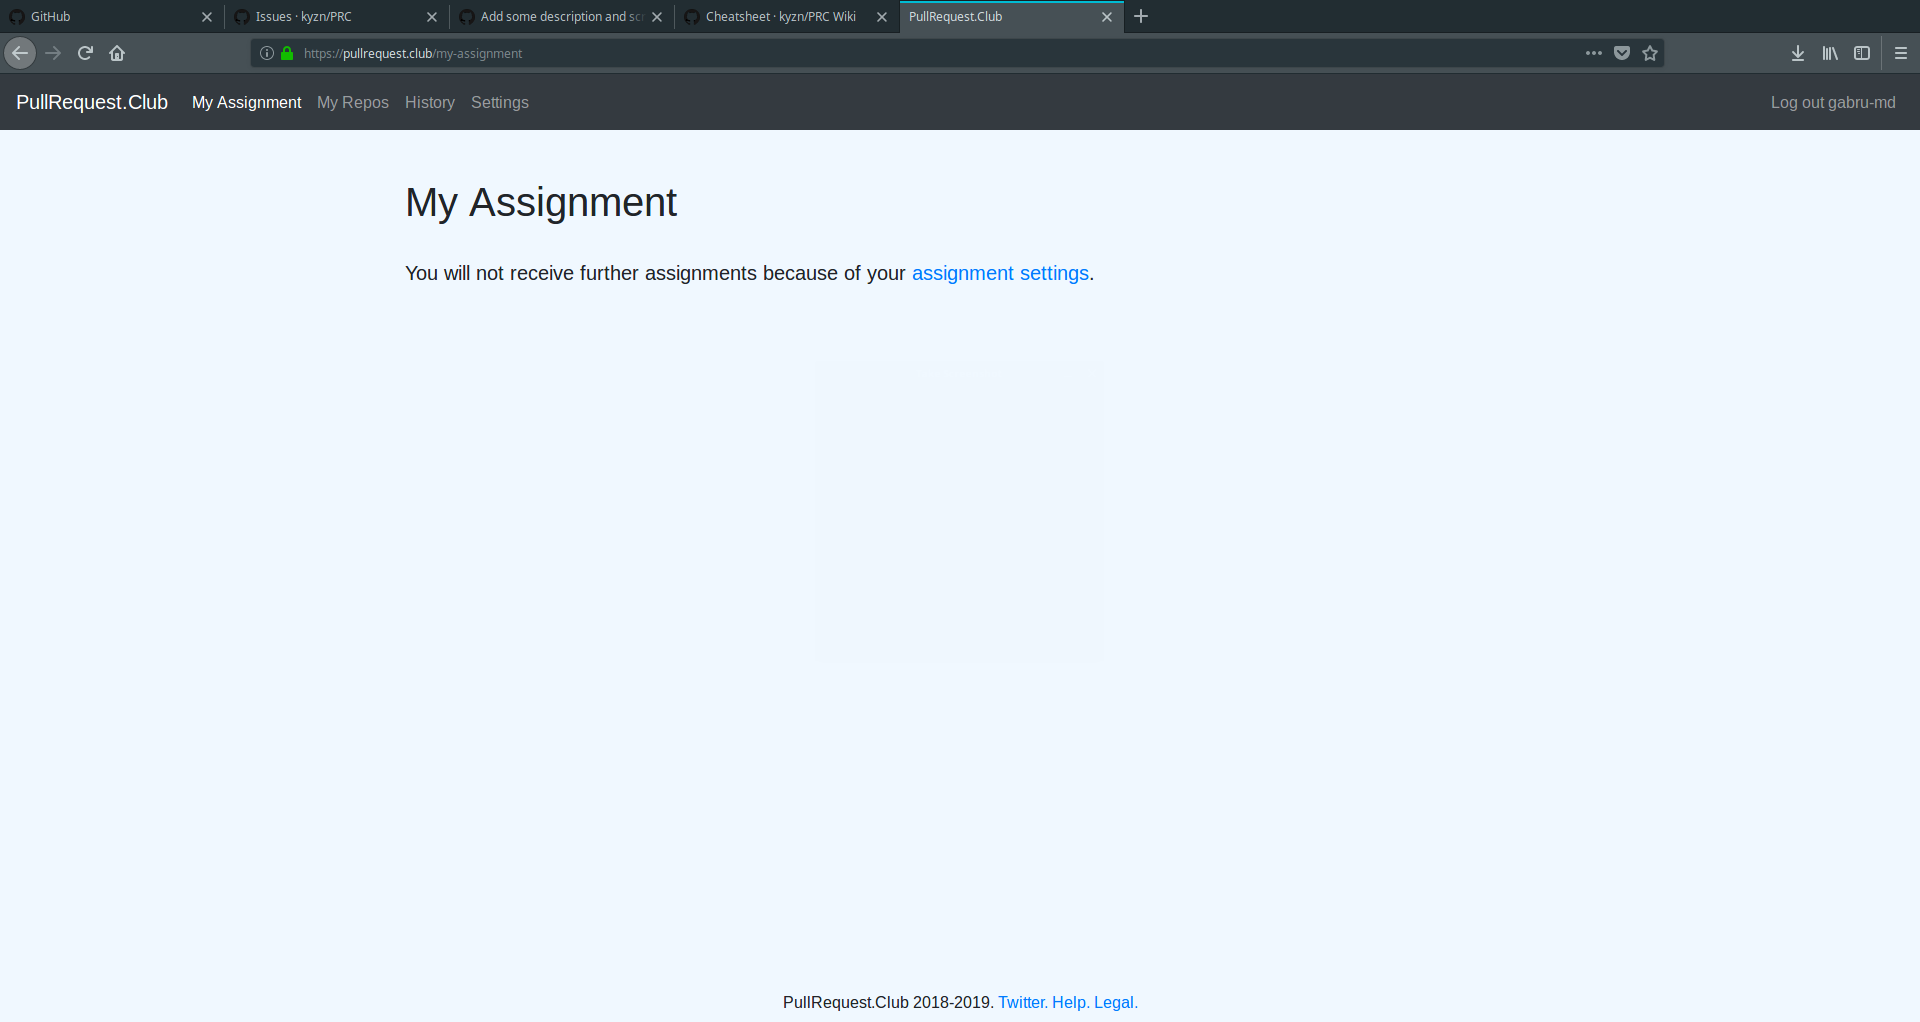 GitHub
Issues · kyzn/PRC
Add some description and scr
Cheatsheet · kyzn/PRC Wiki
PullRequest.Club
https://pullrequest.club/my-assignment
PullRequest.Club My Assignment My Repos History Settings Log out gabru-md
My Assignment
You will not receive further assignments because of your assignment settings.
PullRequest.Club 2018-2019. Twitter. Help. Legal.